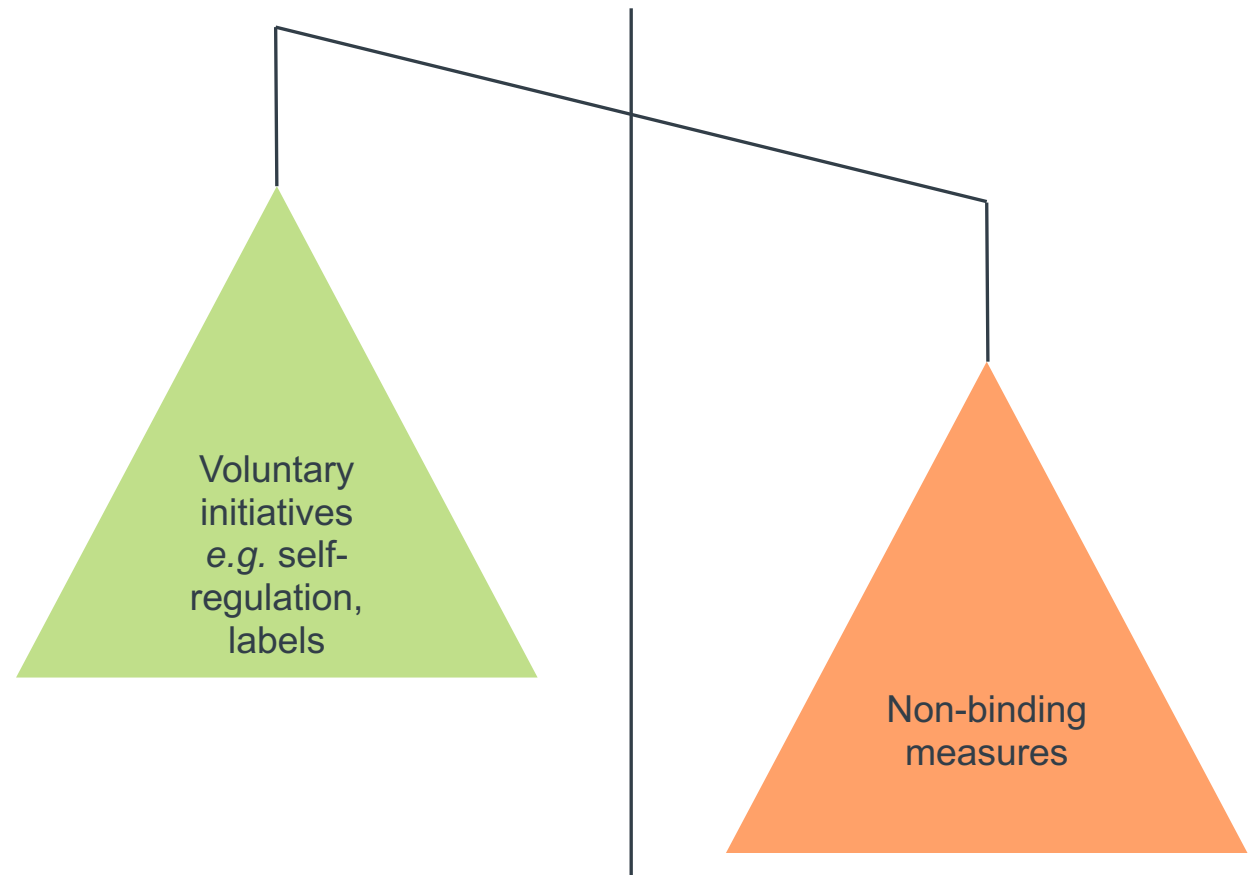 Voluntary
initiatives
e.g. self-
regulation,
labels
Non-binding
measures